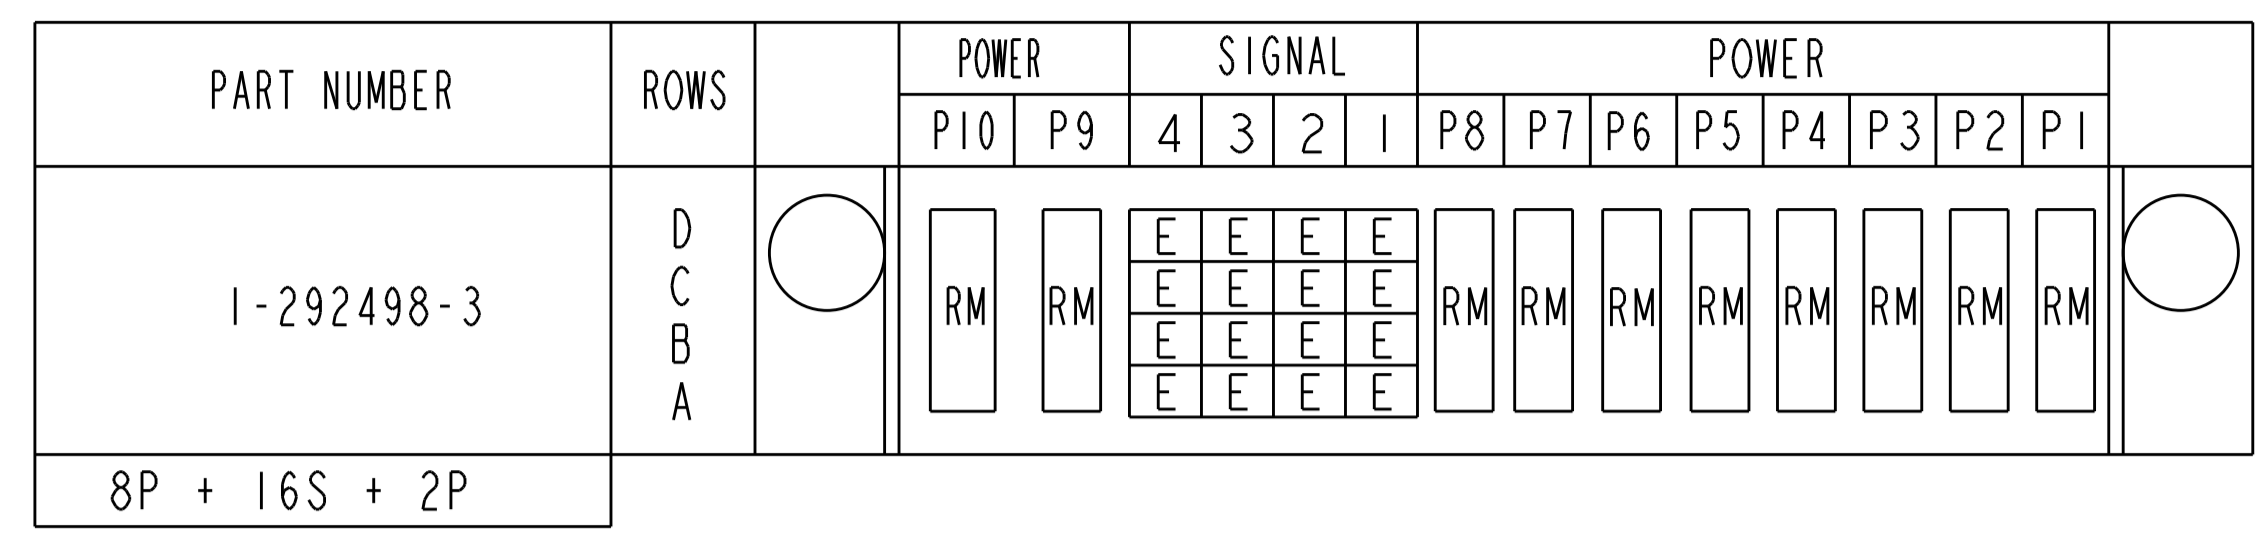 PART NUMBER ROWS POWER SIGNAL POWER
P10 P9 4 3 2 1 P8 P7 P6 P5 P4 P3 P2 P1
D E E E E
C E E E E
1-292498-3 RM RM RM RM RM RM RM RM RM RM
B E E E E
A E E E E
8P + 16S + 2P